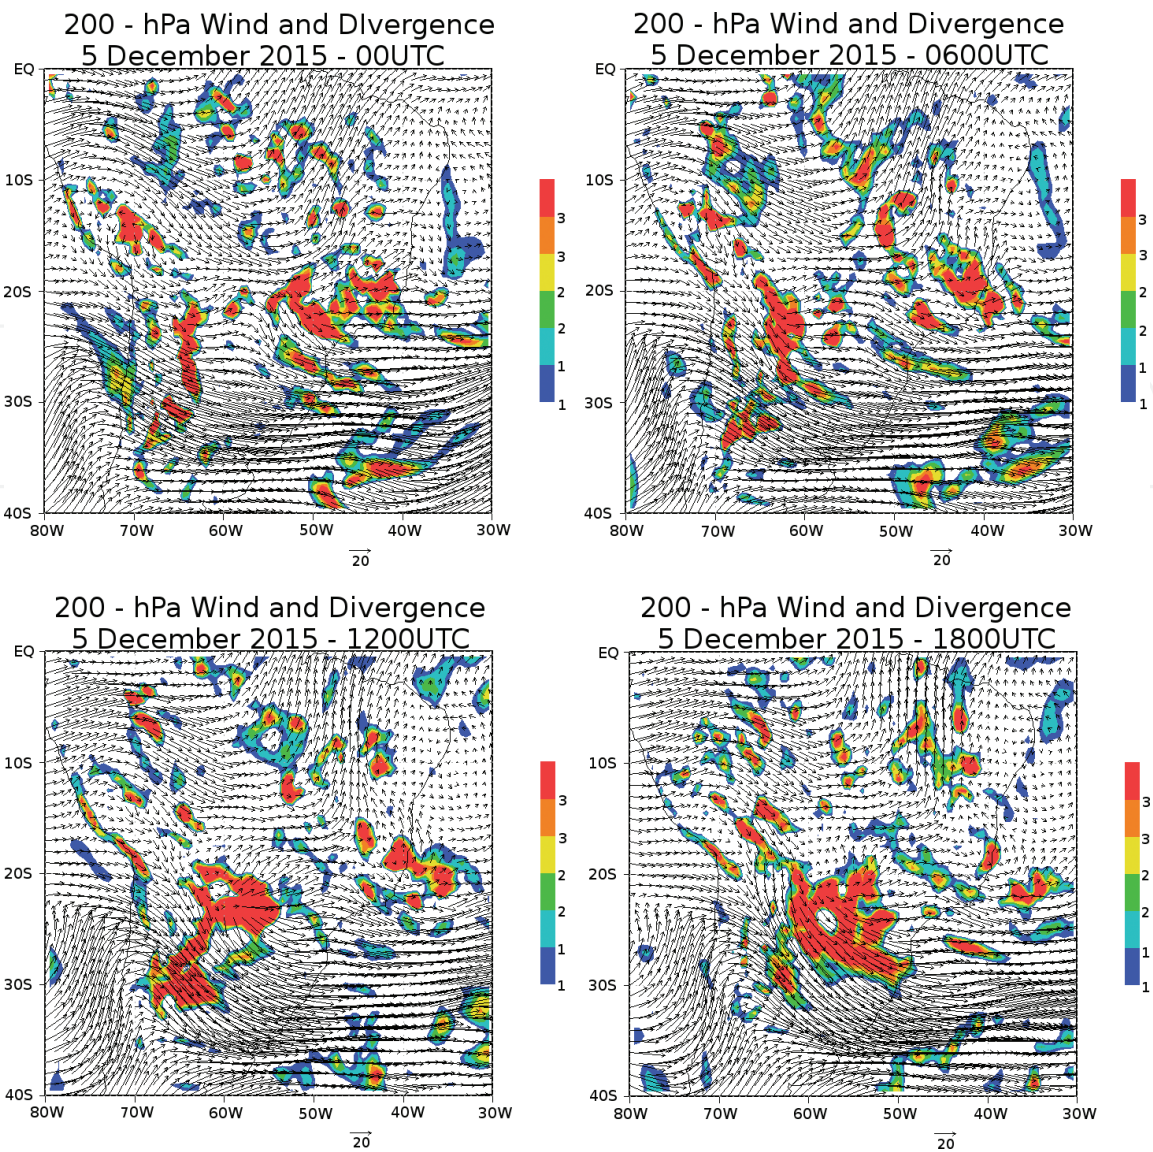 200 - hPa Wind and DIvergence
5 December 2015 - 00UTC
EQ
10S
20S
30S
40S
80W 70W 60W 50W 40W 30W
20
3
3
2
2
1
1
200 - hPa Wind and DIvergence
5 December 2015 - 0600UTC
EQ
10S
20S
30S
40S
80W 70W 60W 50W 40W 30W
20
3
3
2
2
1
1
200 - hPa Wind and DIvergence
5 December 2015 - 1200UTC
EQ
10S
20S
30S
40S
80W 70W 60W 50W 40W 30W
20
3
3
2
2
1
1
200 - hPa Wind and DIvergence
5 December 2015 - 1800UTC
EQ
10S
20S
30S
40S
80W 70W 60W 50W 40W 30W
20
3
3
2
2
1
1